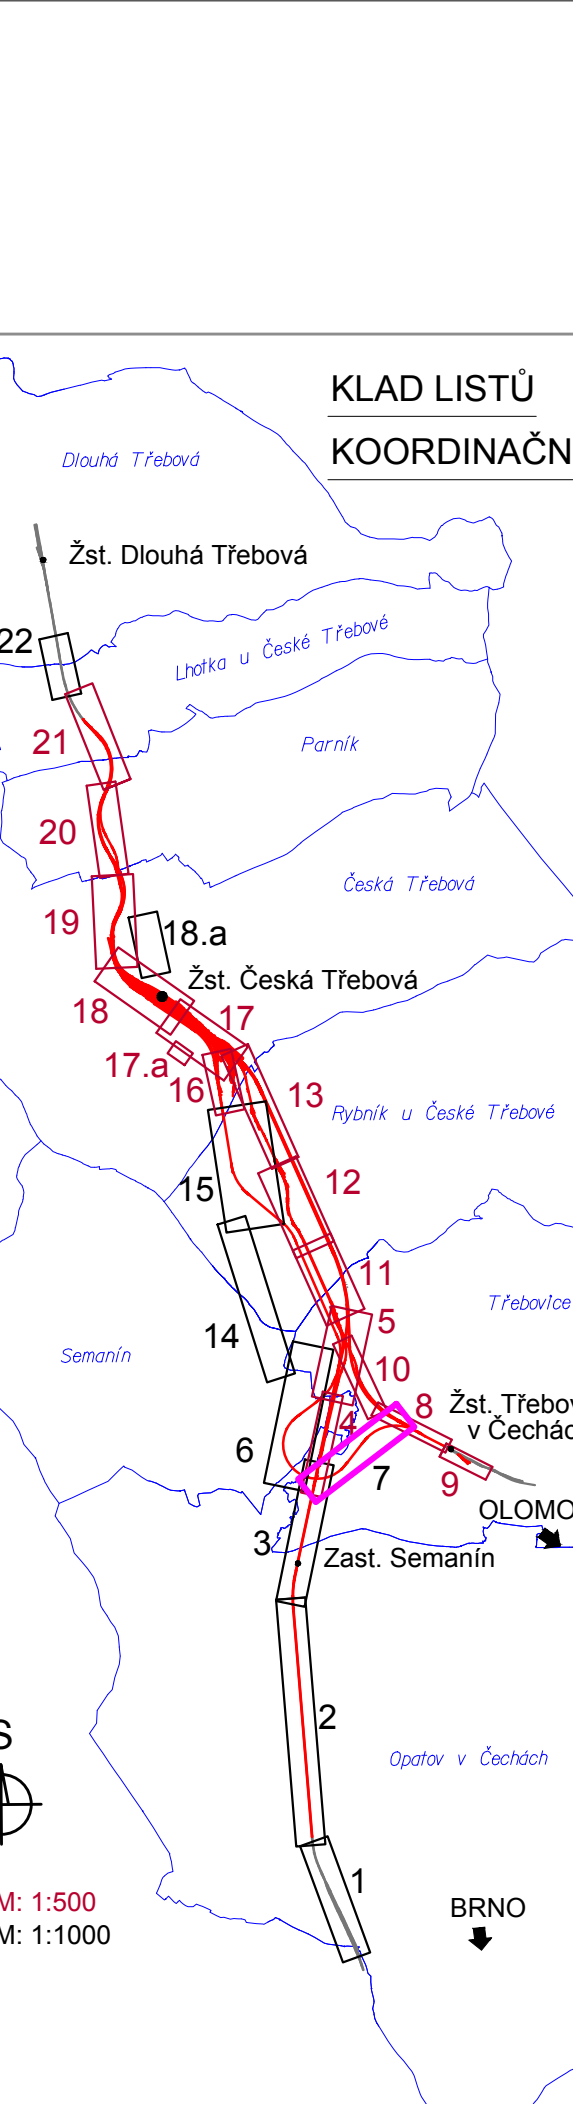 KLAD LISTŮ
KOORDINAČN
Dlouhá Třebová
Žst. Dlouhá Třebová
22
Lhotka u České Třebové
21
Parník
20
Česká Třebová
19
18.a
Žst. Česká Třebová
18
17
17.a
16
13
Rybník u České Třebové
12
15
11
Třebovice
5
14
Semanín
10
8
Žst. Třebov
v Čechác
4
6
7
9
OLOMO
3
Zast. Semanín
2
S
Opatov v Čechách
1
M: 1:500
BRNO
M: 1:1000